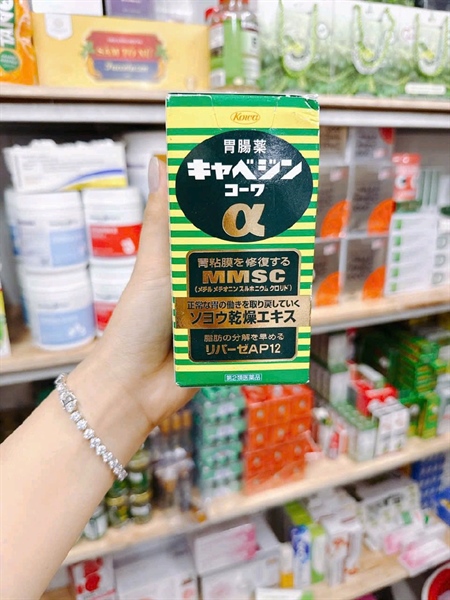 Kowa
胃腸薬
キャベジン
コーワ
α
胃粘膜を修復する
MMSC
(メチルメチオニンスルホニウムクロリド)
正常な胃の働きを取り戻していく
ソヨウ乾燥エキス
脂肪の分解を早める
リパーゼAP12
第2類医薬品